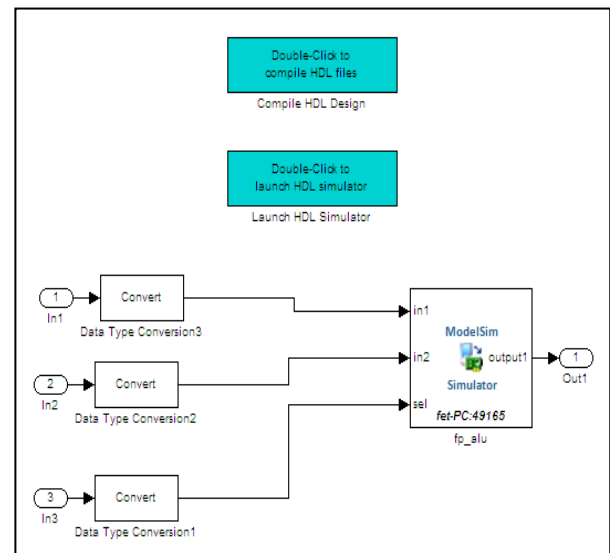 Double-Click to
compile HDL files
Compile HDL Design
Double-Click to
launch HDL simulator
Launch HDL Simulator
1
Convert
In1
Data Type Conversion3
2
Convert
In2
Data Type Conversion2
3
Convert
In3
Data Type Conversion1
in1
in2
sel
ModelSim
output1
Simulator
fet-PC:49165
fp_alu
1
Out1